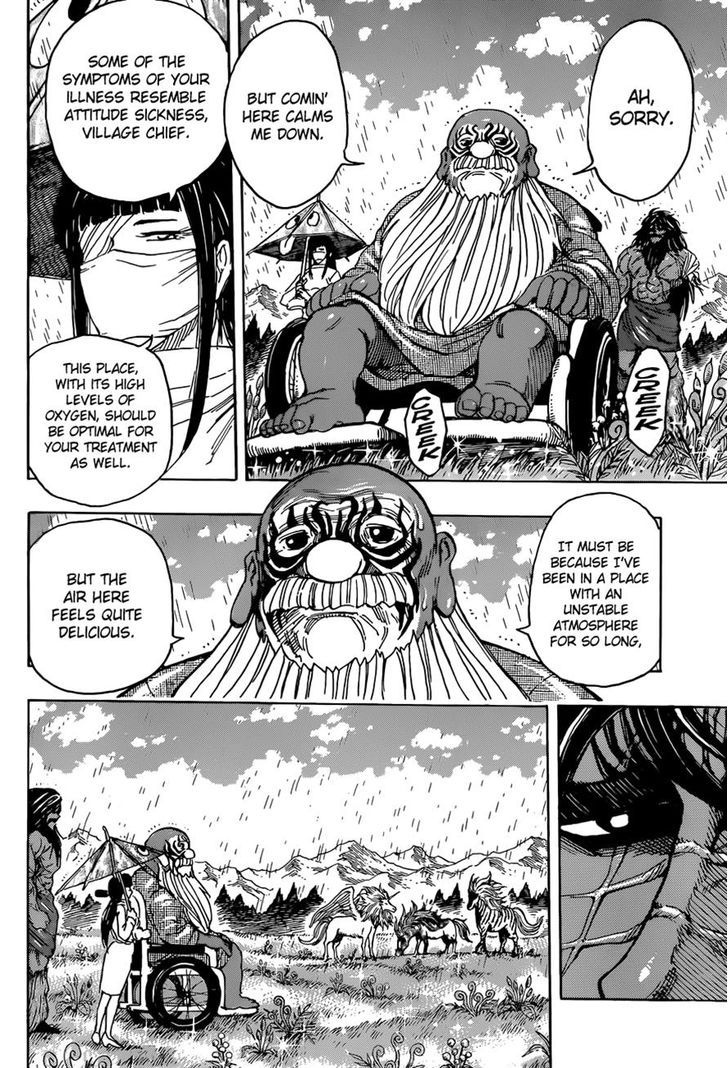 AH,
SORRY.
BUT COMIN'
HERE CALMS
ME DOWN.
CREEK
CREEK
SOME OF THE
SYMPTOMS OF YOUR
ILLNESS RESEMBLE
ATTITUDE SICKNESS,
VILLAGE CHIEF.
THIS PLACE,
WITH ITS HIGH
LEVELS OF
OXYGEN, SHOULD
BE OPTIMAL FOR
YOUR TREATMENT
AS WELL.
IT MUST BE
BECAUSE I'VE
BEEN IN A PLACE
WITH AN
UNSTABLE
ATMOSPHERE
FOR SO LONG,
BUT THE
AIR HERE
FEELS QUITE
DELICIOUS.